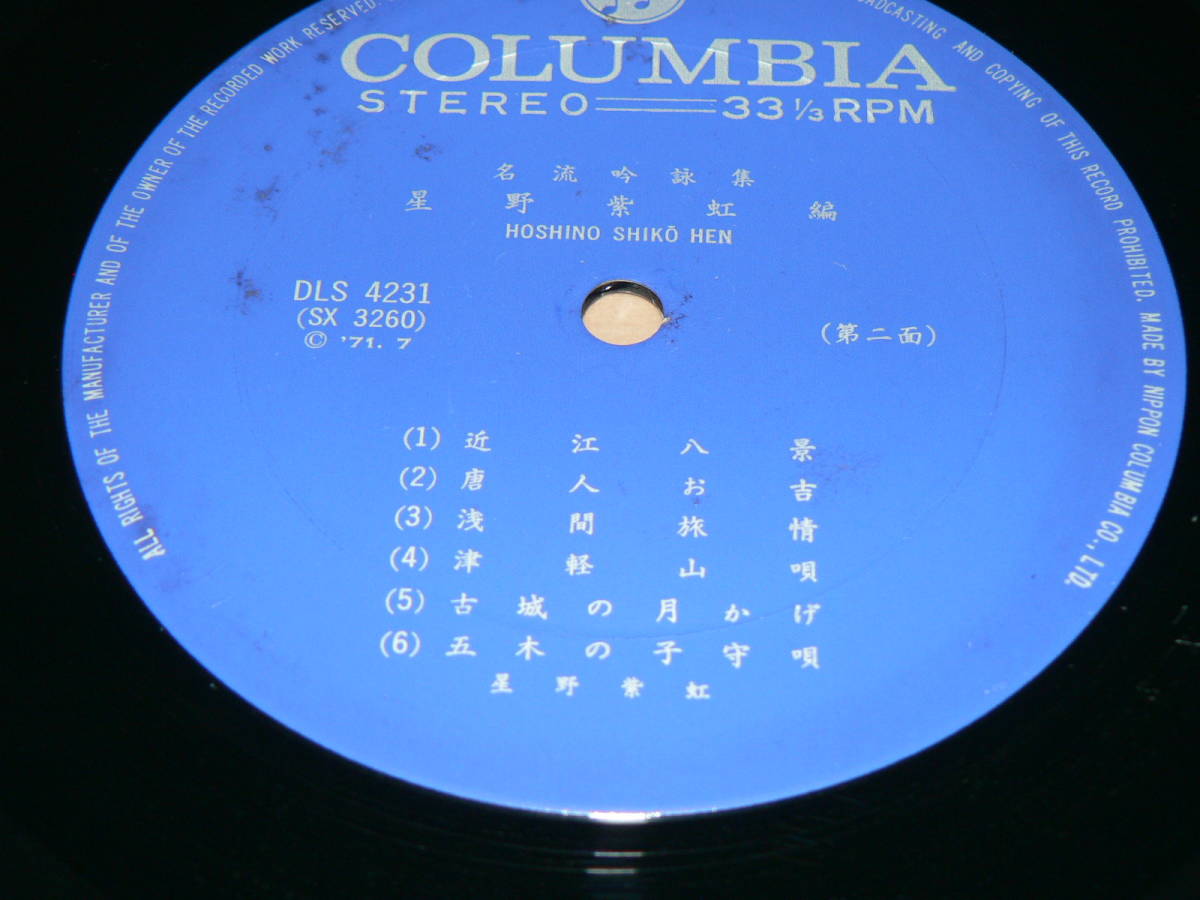 COLUMBIA
STEREO 33 1/3 RPM
名流吟詠集
星野紫虹編
HOSHINO SHIKŌ HEN
DLS 4231
(SX 3260)
© '71. 7
(第二面)
(1) 近江八景
(2) 唐人お吉
(3) 浅間旅情
(4) 津軽山唄
(5) 古城の月かげ
(6) 五木の子守唄
星野紫虹
ALL RIGHTS OF THE MANUFACTURER AND OF THE OWNER OF THE RECORDED WORK RESERVED.
BROADCASTING AND COPYING OF THIS RECORD PROHIBITED. MADE BY NIPPON COLUMBIA CO., LTD.